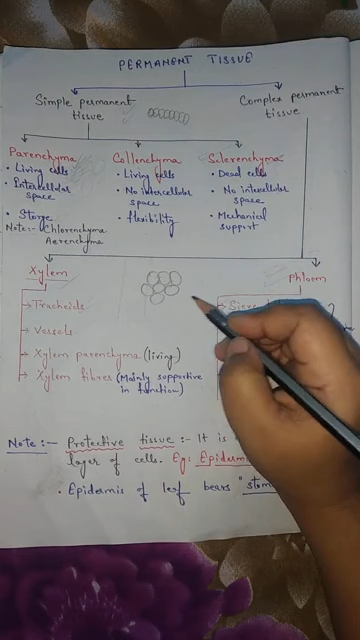 PERMANENT TISSUE
Simple permanent tissue
Complex permanent tissue
Parenchyma
• Living cells
• Intercellular space
• Storge
Note:- Chlorenchyma
Aerenchyma
Collenchyma
• Living cells
• No intercellular space
• flexibility
Sclerenchyma
• Dead cells
• No intercellular space
• Mechanical support
Xylem
→ Tracheids
→ Vessels
→ Xylem parenchyma (living)
→ Xylem fibres (Mainly supportive in function)
Phloem
Note:- Protective tissue:- It is
layer of cells. Eg: Epiderm
• Epidermis of leaf bears "stom